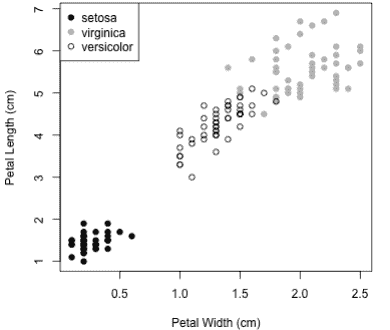 setosa
virginica
versicolor
Petal Length (cm)
7
6
5
4
3
2
1
0.5 1.0 1.5 2.0 2.5
Petal Width (cm)